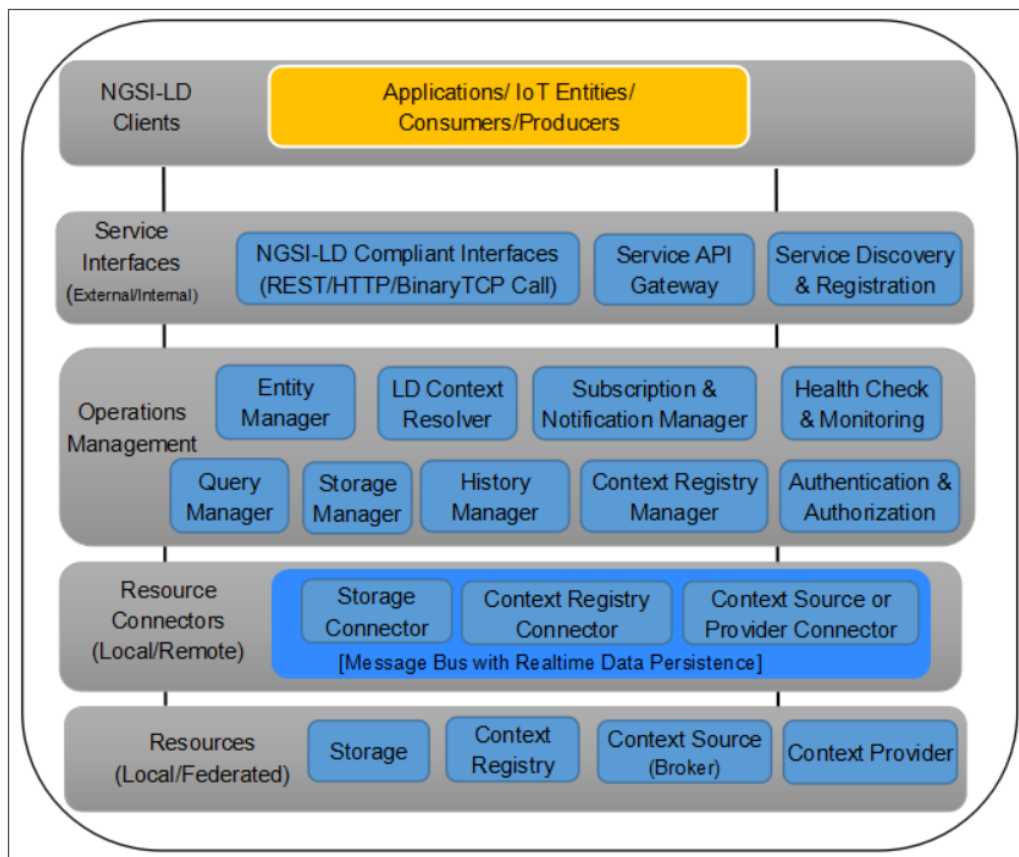 NGSI-LD
Clients
Applications/ IoT Entities/
Consumers/Producers
Service
Interfaces
(External/Internal)
NGSI-LD Compliant Interfaces
(REST/HTTP/BinaryTCP Call)
Service API
Gateway
Service Discovery
& Registration
Operations
Management
Entity
Manager
LD Context
Resolver
Subscription &
Notification Manager
Health Check
& Monitoring
Query
Manager
Storage
Manager
History
Manager
Context Registry
Manager
Authentication &
Authorization
Resource
Connectors
(Local/Remote)
Storage
Connector
Context Registry
Connector
Context Source or
Provider Connector
[Message Bus with Realtime Data Persistence]
Resources
(Local/Federated)
Storage
Context
Registry
Context Source
(Broker)
Context Provider